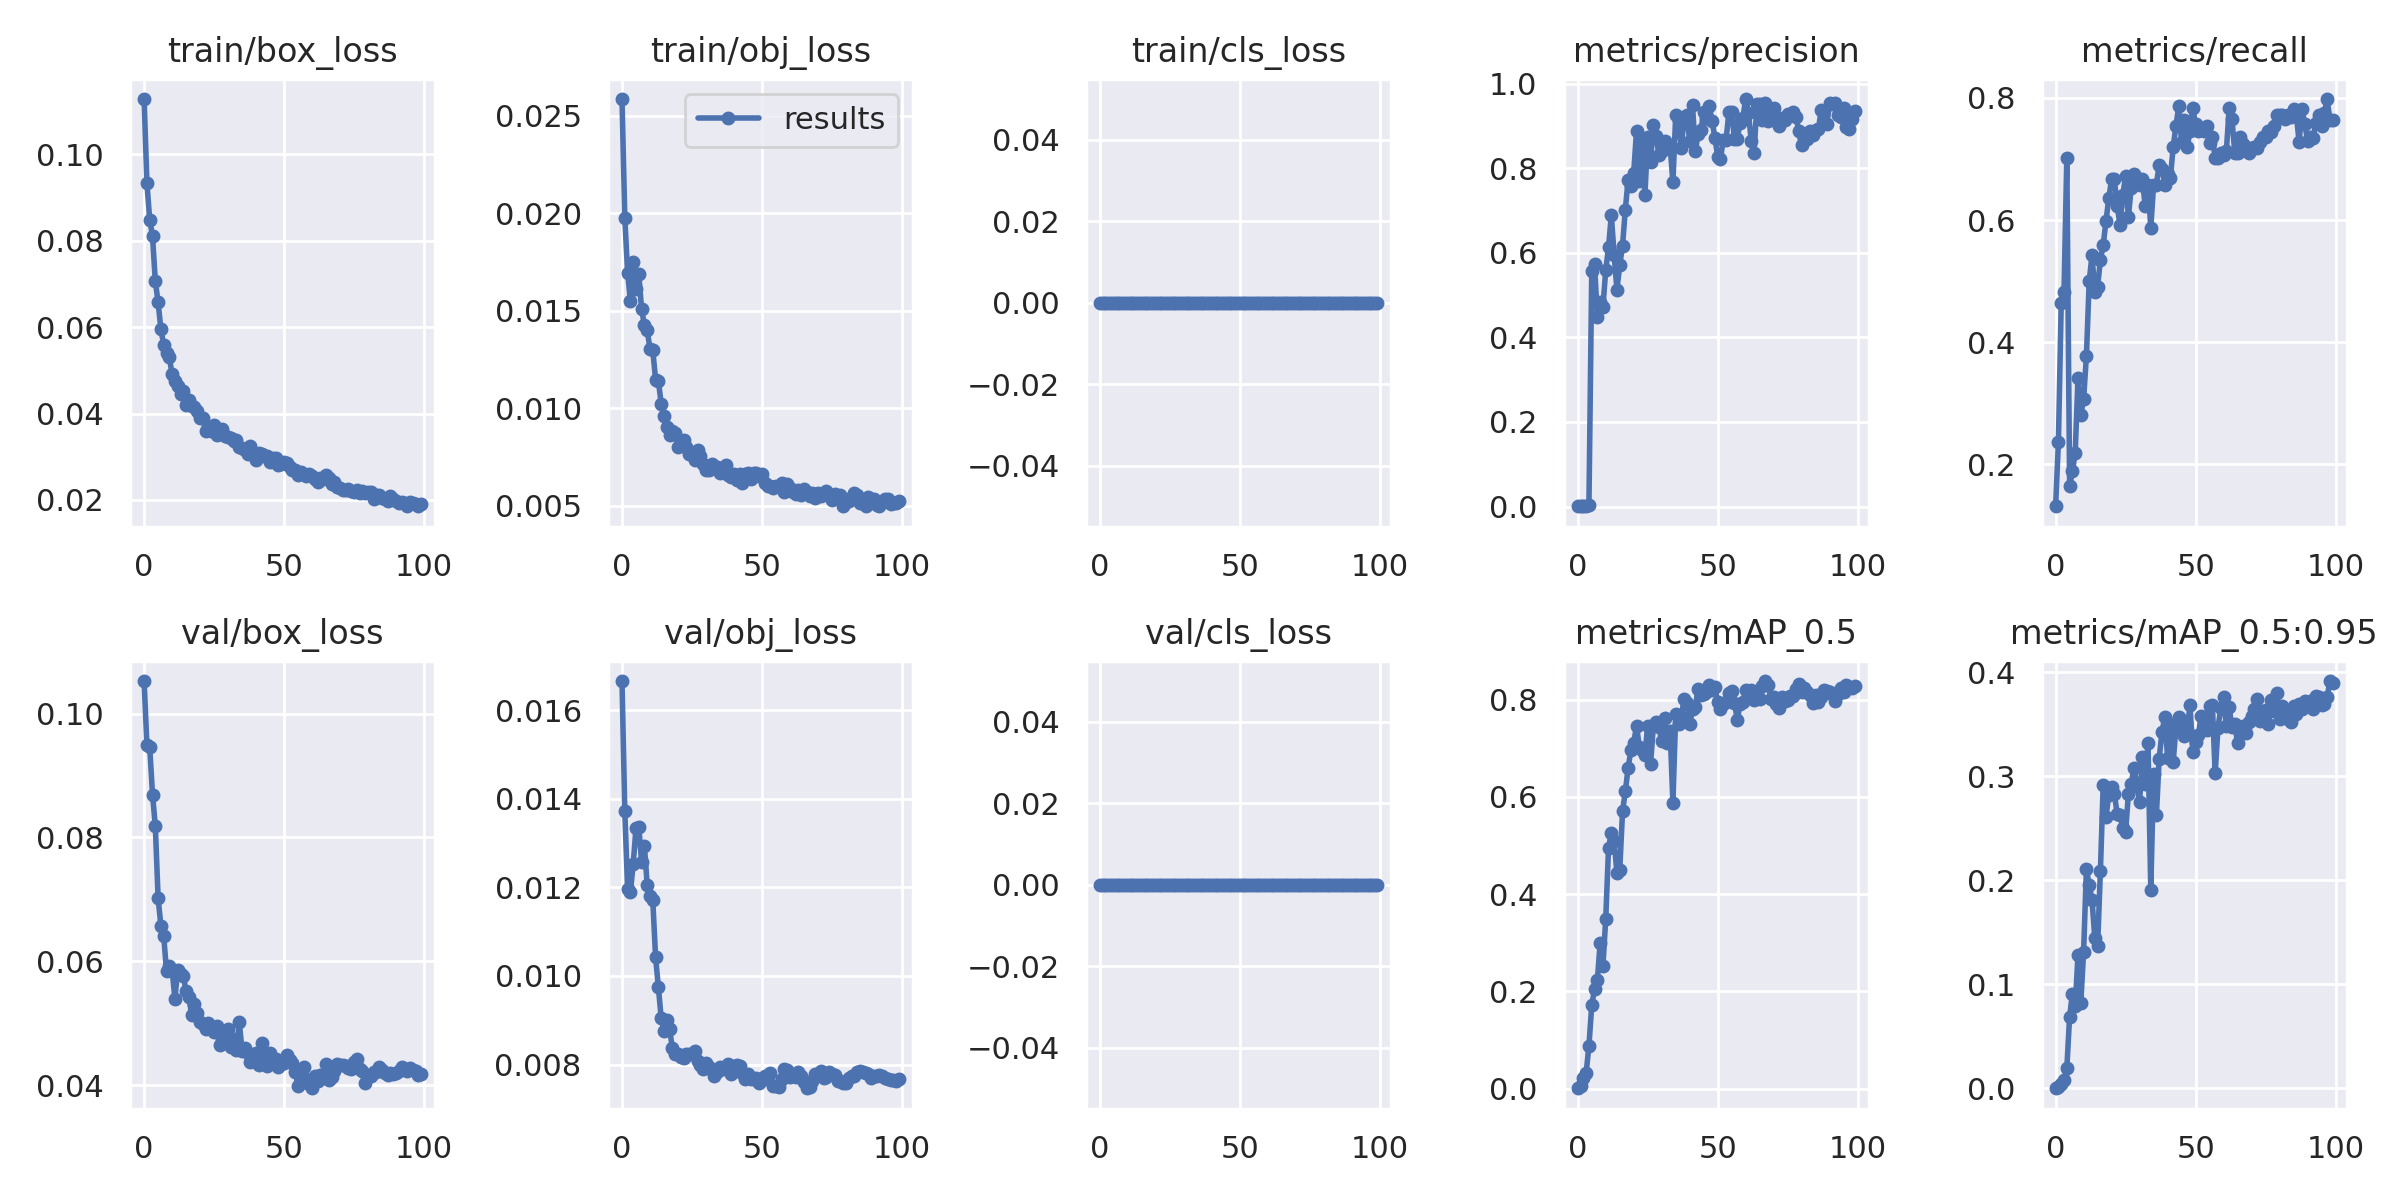 train/box_loss
0.10
0.08
0.06
0.04
0.02
0 50 100
train/obj_loss
results
0.025
0.020
0.015
0.010
0.005
0 50 100
train/cls_loss
0.04
0.02
0.00
−0.02
−0.04
0 50 100
metrics/precision
1.0
0.8
0.6
0.4
0.2
0.0
0 50 100
metrics/recall
0.8
0.6
0.4
0.2
0 50 100
val/box_loss
0.10
0.08
0.06
0.04
0 50 100
val/obj_loss
0.016
0.014
0.012
0.010
0.008
0 50 100
val/cls_loss
0.04
0.02
0.00
−0.02
−0.04
0 50 100
metrics/mAP_0.5
0.8
0.6
0.4
0.2
0.0
0 50 100
metrics/mAP_0.5:0.95
0.4
0.3
0.2
0.1
0.0
0 50 100